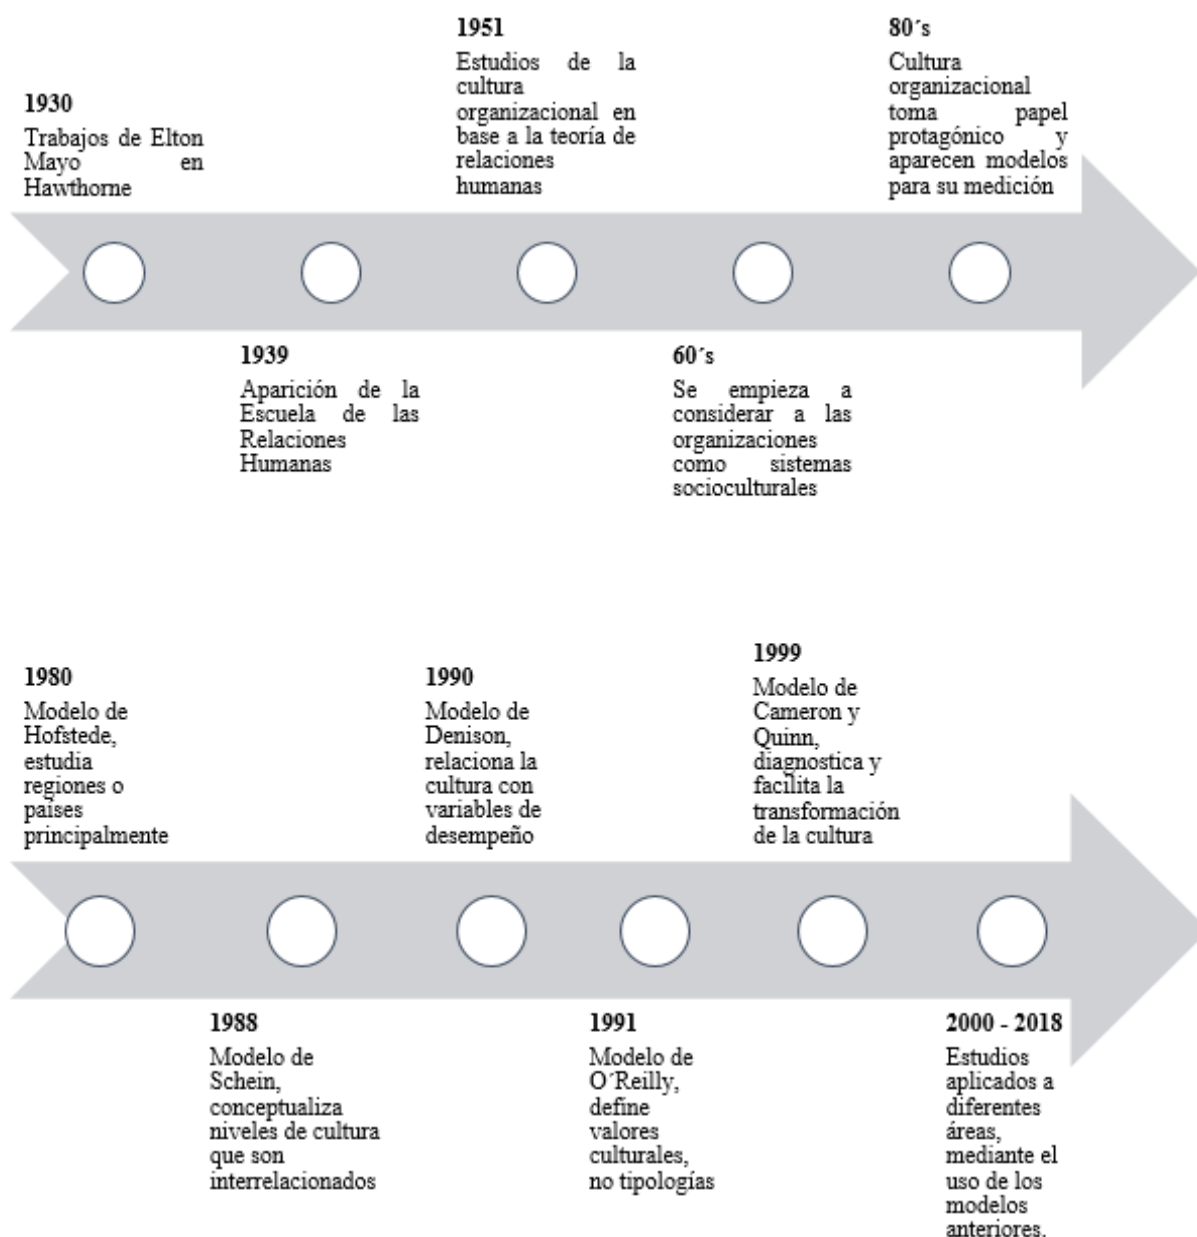 1930
Trabajos de Elton
Mayo en
Hawthorne
1939
Aparición de la
Escuela de las
Relaciones
Humanas
1951
Estudios de la
cultura
organizacional en
base a la teoría de
relaciones
humanas
60´s
Se empieza a
considerar a las
organizaciones
como sistemas
socioculturales
80´s
Cultura
organizacional
toma papel
protagónico y
aparecen modelos
para su medición
1980
Modelo de
Hofstede,
estudia
regiones o
países
principalmente
1988
Modelo de
Schein,
conceptualiza
niveles de cultura
que son
interrelacionados
1990
Modelo de
Denison,
relaciona la
cultura con
variables de
desempeño
1991
Modelo de
O´Reilly,
define
valores
culturales,
no tipologías
1999
Modelo de
Cameron y
Quinn,
diagnostica y
facilita la
transformación
de la cultura
2000 - 2018
Estudios
aplicados a
diferentes
áreas,
mediante el
uso de los
modelos
anteriores.